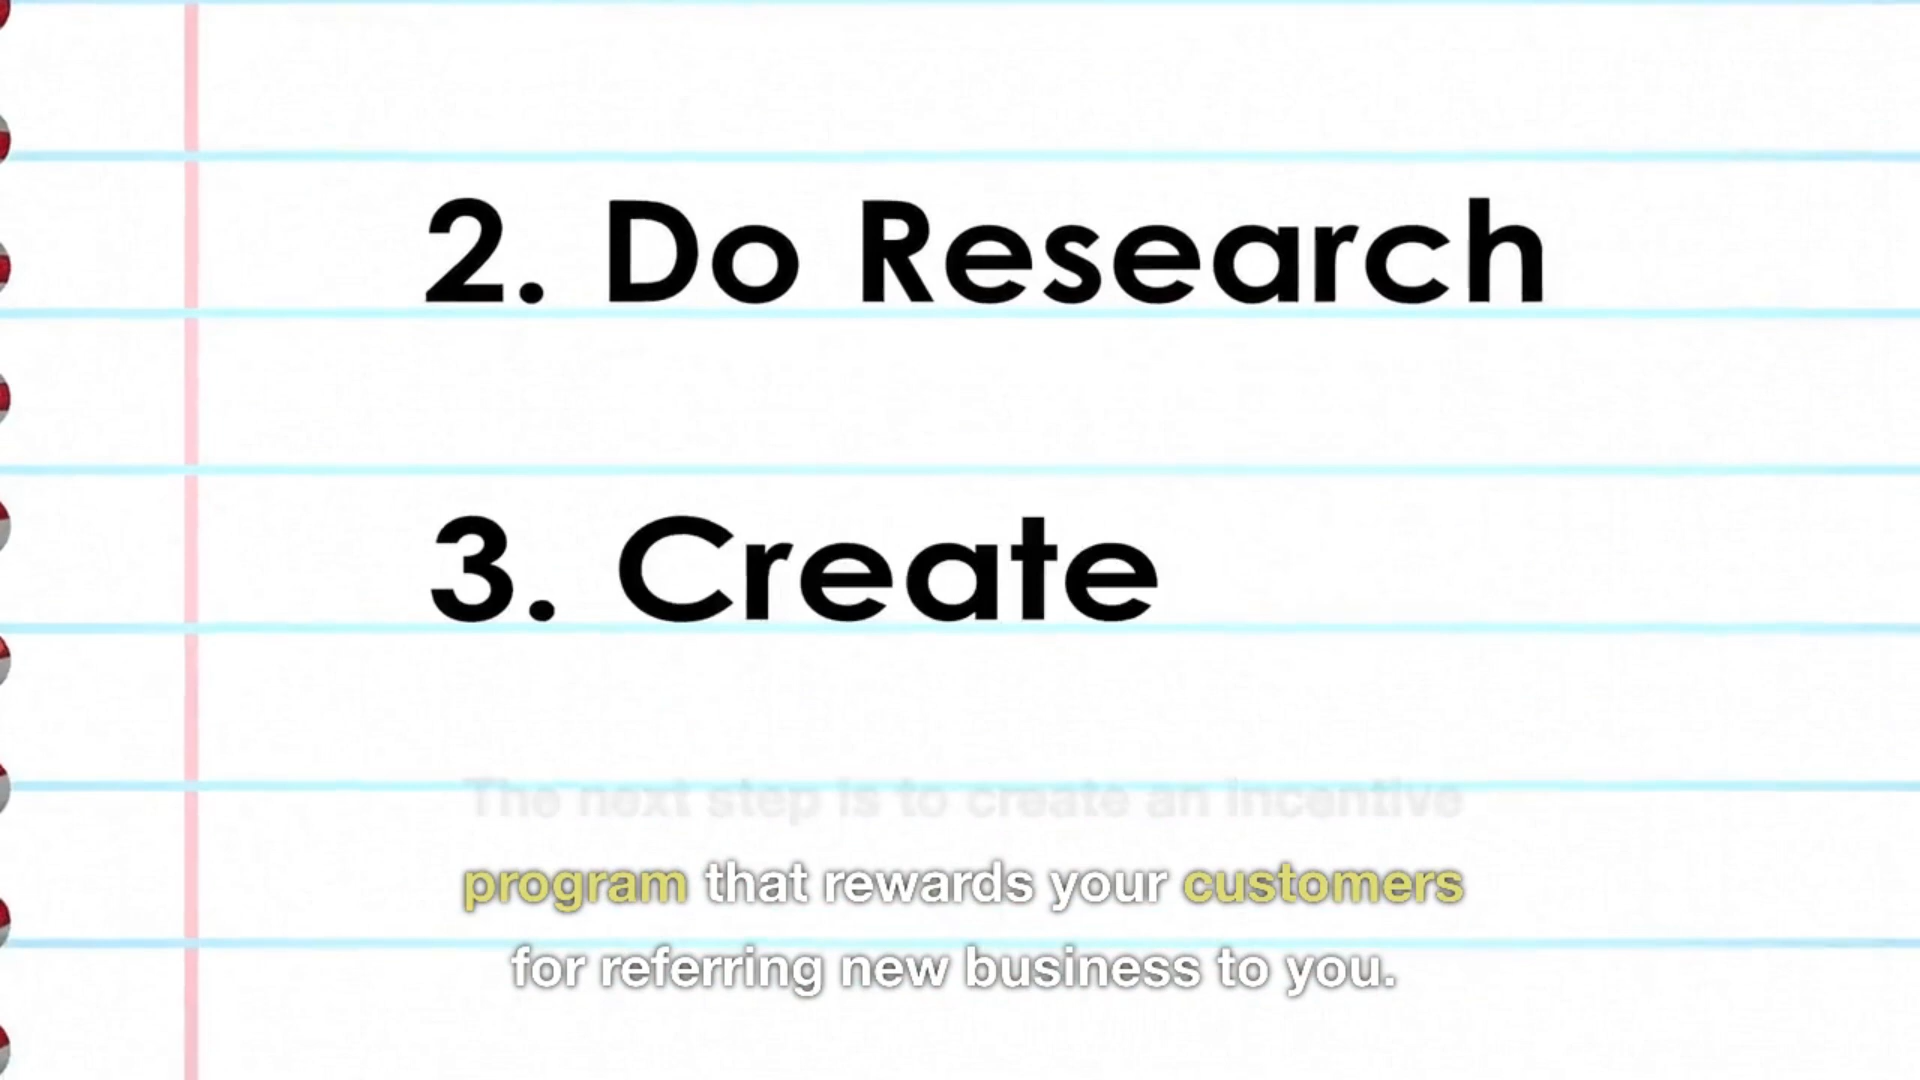 2. Do Research
3. Create
The next step is to create an incentive
program that rewards your customers
for referring new business to you.